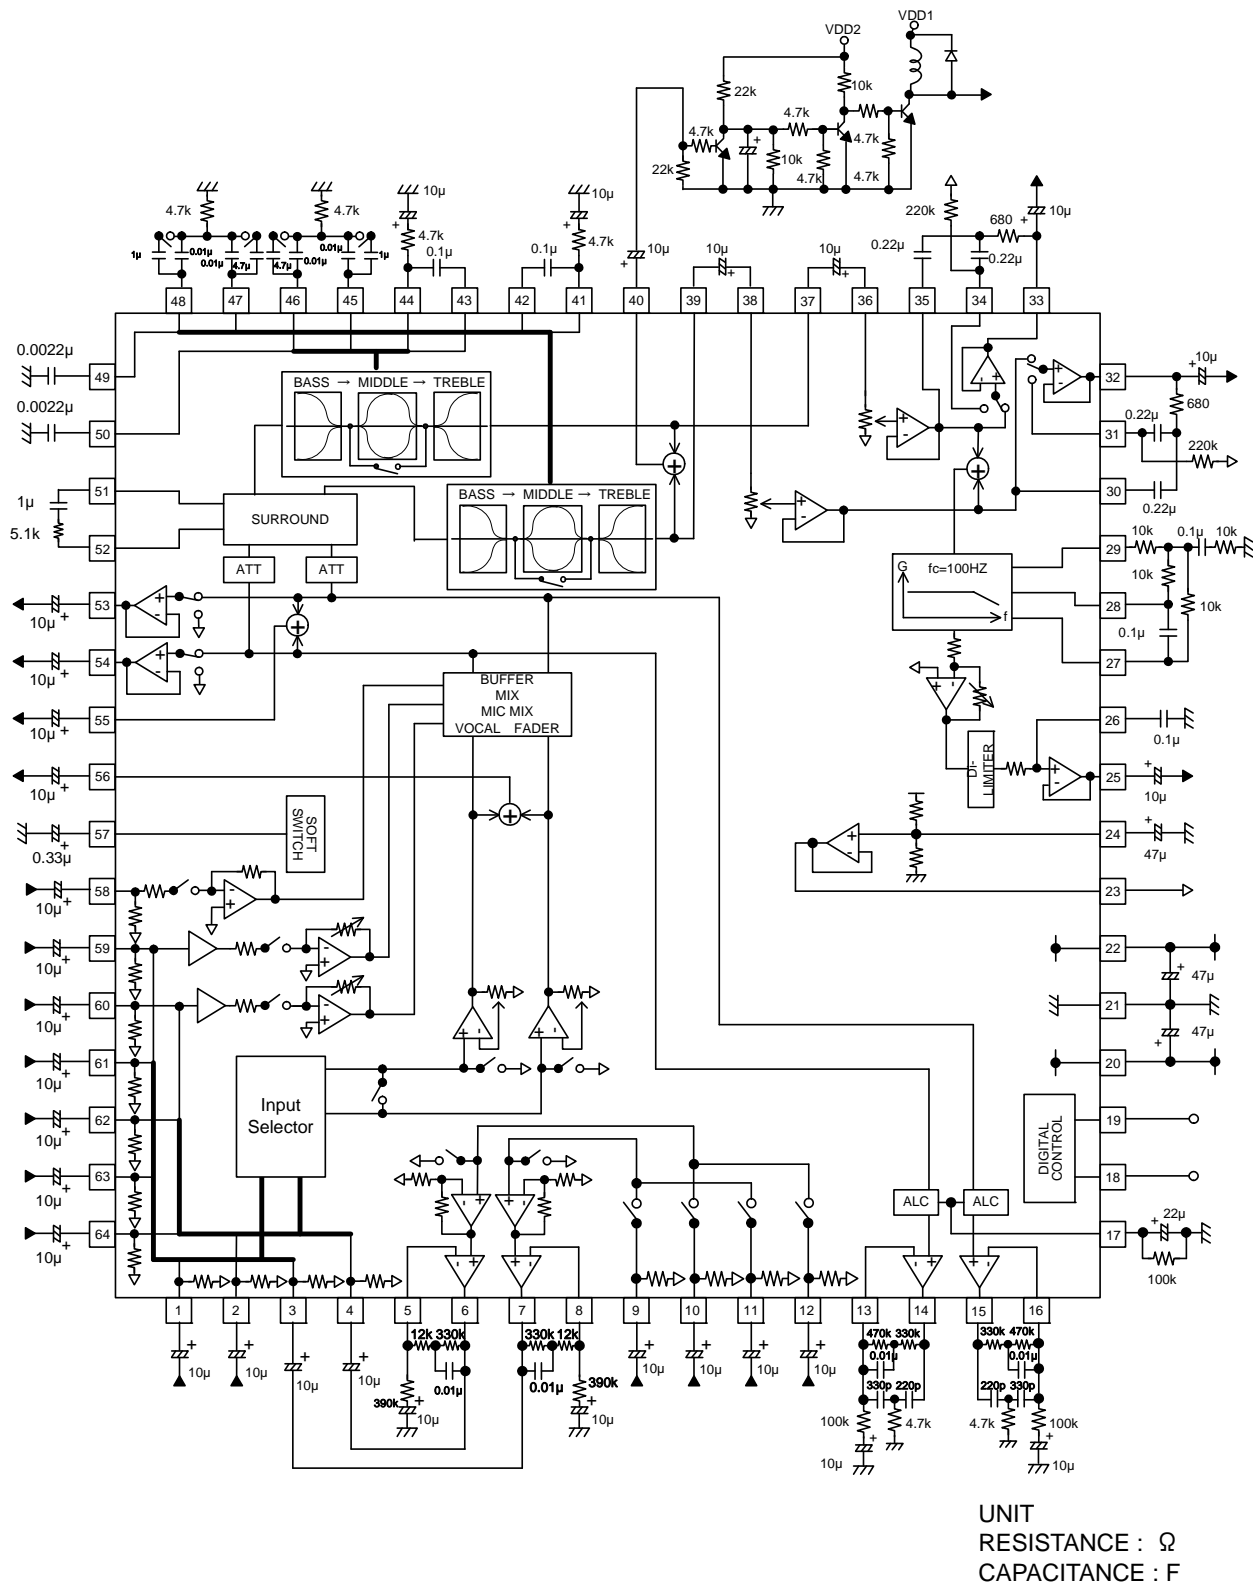 VDD1
VDD2
22k
10k
4.7k
4.7k
4.7k
22k
10k
4.7k
4.7k
10µ
10µ
4.7k
4.7k
4.7k
0.1µ
0.1µ
4.7k
10µ
10µ
10µ
220k
680
10µ
0.22µ
0.22µ
1µ
0.01µ
0.01µ
4.7µ
4.7µ
0.01µ
0.01µ
1µ
48
47
46
45
44
43
42
41
40
39
38
37
36
35
34
33
0.0022µ
49
0.0022µ
50
BASS → MIDDLE → TREBLE
BASS → MIDDLE → TREBLE
32
10µ
680
0.22µ
31
220k
30
0.22µ
51
1µ
5.1k
52
SURROUND
ATT
ATT
29
10k
0.1µ
10k
10k
28
10k
0.1µ
27
G
fc=100HZ
f
53
10µ
54
10µ
55
10µ
BUFFER
MIX
MIC MIX
VOCAL FADER
26
0.1µ
DI-
LIMITER
25
10µ
56
10µ
57
0.33µ
SOFT
SWITCH
24
47µ
58
10µ
23
59
10µ
22
47µ
60
10µ
21
47µ
61
10µ
20
Input
Selector
62
10µ
DIGITAL
CONTROL
19
63
10µ
18
ALC
ALC
64
10µ
17
22µ
100k
1
2
3
4
5
6
7
8
9
10
11
12
13
14
15
16
10µ
10µ
10µ
10µ
12k
330k
0.01µ
390k
10µ
330k
12k
0.01µ
390k
10µ
10µ
10µ
10µ
10µ
470k
330k
0.01µ
330p
220p
100k
4.7k
10µ
330k
470k
0.01µ
220p
330p
4.7k
100k
10µ
UNIT
RESISTANCE : Ω
CAPACITANCE : F